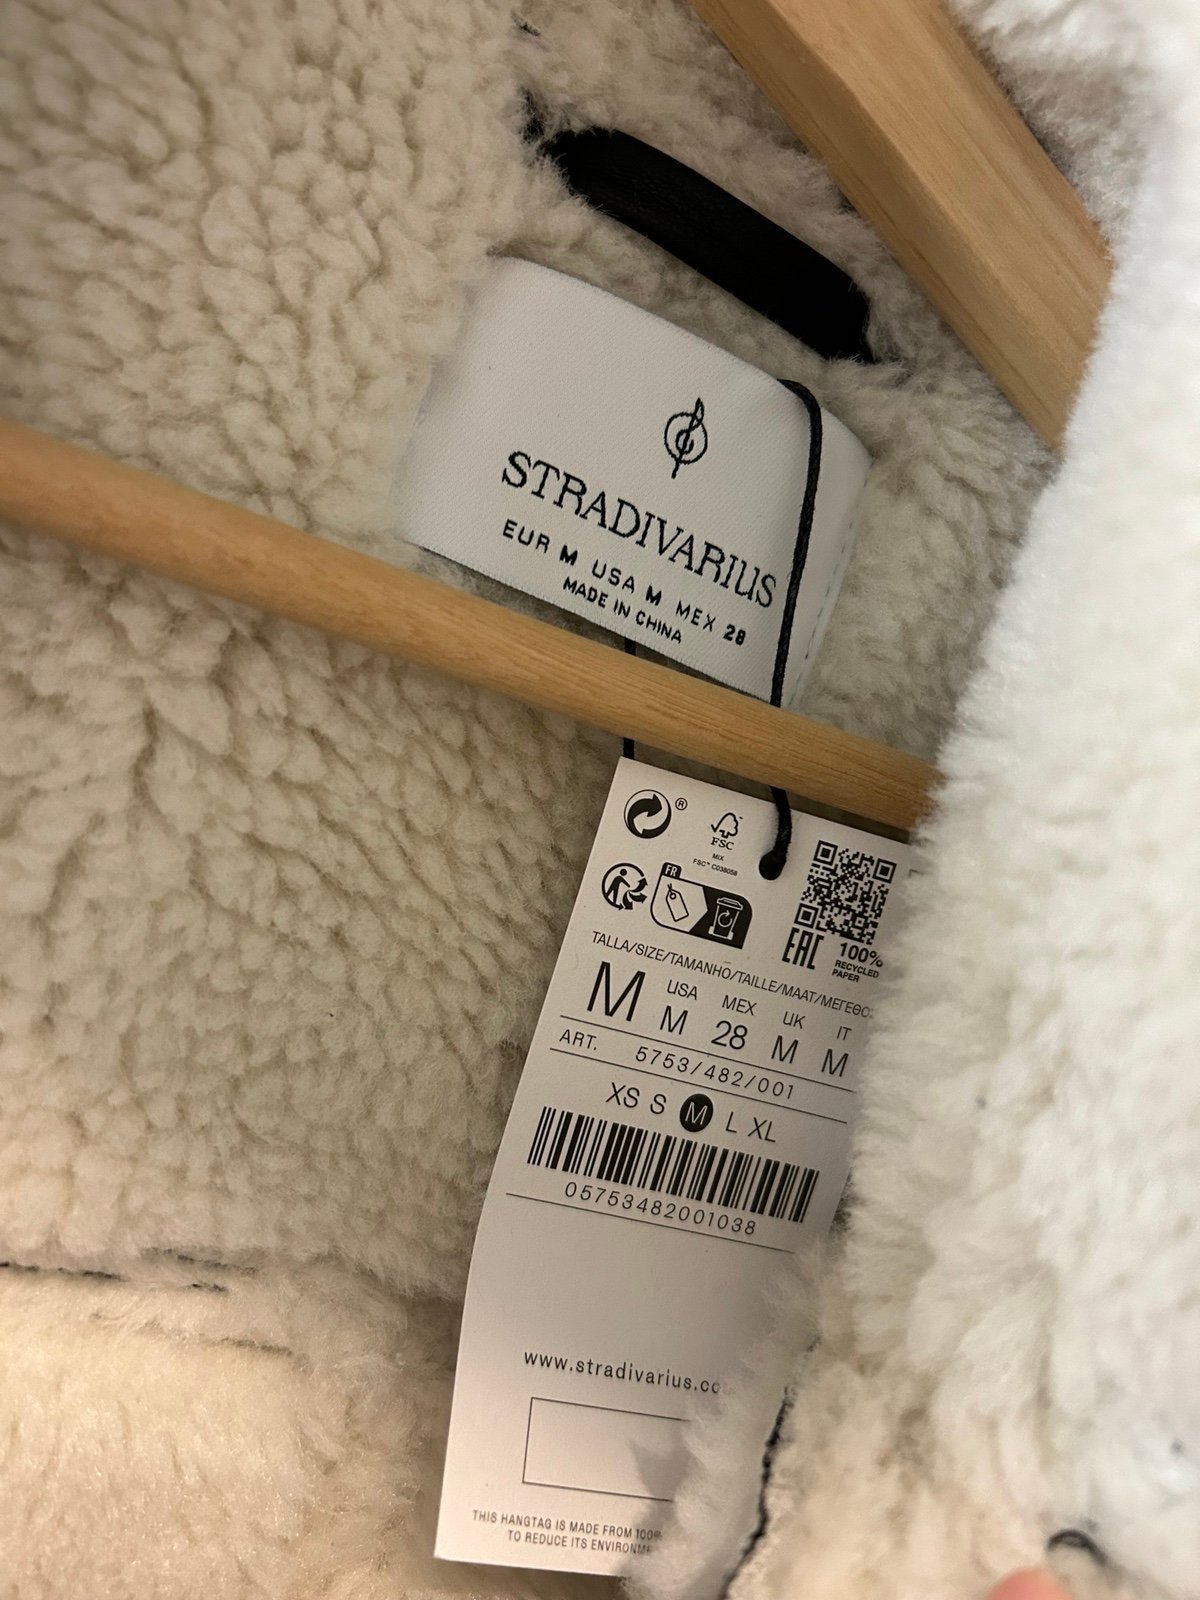 STRADIVARIUS
EUR M USA M MEX 28
MADE IN CHINA
®
FSC
MIX
FSC™ C038058
FR
EAC
100%
RECYCLED
PAPER
TALLA/SIZE/TAMANHO/TAILLE/MAAT/ΜΕΓΕΘΟΣ
M USA M MEX 28 UK M IT M
ART. 5753/482/001
XS S M L XL
05753482001038
www.stradivarius.co
THIS HANGTAG IS MADE FROM 100%
TO REDUCE ITS